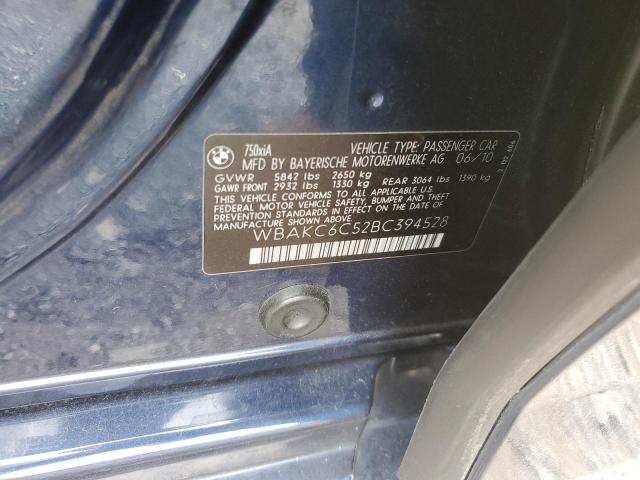 BMW
750xiA VEHICLE TYPE: PASSENGER CAR
MFD BY BAYERISCHE MOTORENWERKE AG 06/10
GVWR 5842 lbs 2650 kg
GAWR FRONT 2932 lbs 1330 kg REAR 3064 lbs 1390 kg
THIS VEHICLE CONFORMS TO ALL APPLICABLE U.S.
FEDERAL MOTOR VEHICLE SAFETY, BUMPER AND THEFT
PREVENTION STANDARDS IN EFFECT ON THE DATE OF
MANUFACTURE SHOWN ABOVE
WBAKC6C52BC394528